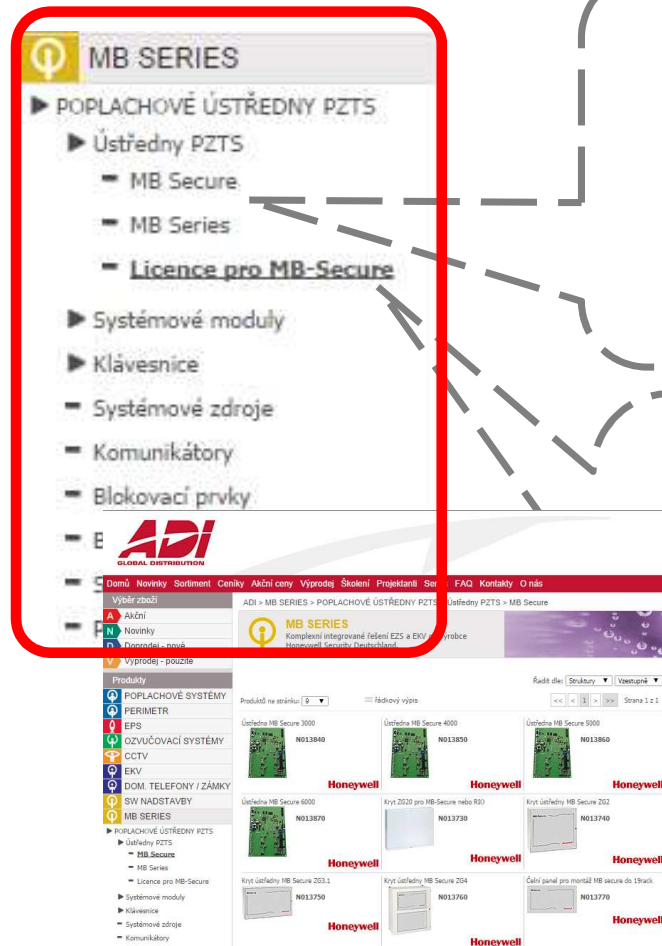 MB SERIES
POPLACHOVÉ ÚSTŘEDNY PZTS
Ústředny PZTS
MB Secure
MB Series
Licence pro MB-Secure
Systémové moduly
Klávesnice
Systémové zdroje
Komunikátory
Blokovací prvky
ADI
GLOBAL DISTRIBUTION
Domů Novinky Sortiment Ceníky Akční ceny Výprodej Školení Projektanti FAQ Kontakty O nás
Výběr zboží
ADI > MB SERIES > POPLACHOVÉ ÚSTŘEDNY PZTS > Ústředny PZTS > MB Secure
A Akční
N Novinky
D Doprodej - nové
V Výprodej - použité
MB SERIES
Komplexní integrované řešení EZS a EKV
Honeywell Security Deutschland.
Řadit dle: Struktury Vzestupně
Produktů na stránku: 9 řádkový výpis << < 1 > >> Strana 1 z 1
Produkty
POPLACHOVÉ SYSTÉMY
PERIMETR
EPS
OZVUČOVACÍ SYSTÉMY
CCTV
EKV
DOM. TELEFONY / ZÁMKY
SW NADSTAVBY
MB SERIES
POPLACHOVÉ ÚSTŘEDNY PZTS
Ústředny PZTS
MB Secure
MB Series
Licence pro MB-Secure
Systémové moduly
Klávesnice
Systémové zdroje
Komunikátory
Ústředna MB Secure 3000
N013840
Honeywell
Ústředna MB Secure 4000
N013850
Honeywell
Ústředna MB Secure 5000
N013860
Honeywell
Ústředna MB Secure 6000
N013870
Honeywell
Kryt ZG20 pro MB-Secure nebo RIO
N013730
Honeywell
Kryt ústředny MB Secure ZG2
N013740
Honeywell
Kryt ústředny MB Secure ZG3.1
N013750
Honeywell
Kryt ústředny MB Secure ZG4
N013760
Honeywell
Čelní panel pro montáž MB secure do 19rack
N013770
Honeywell